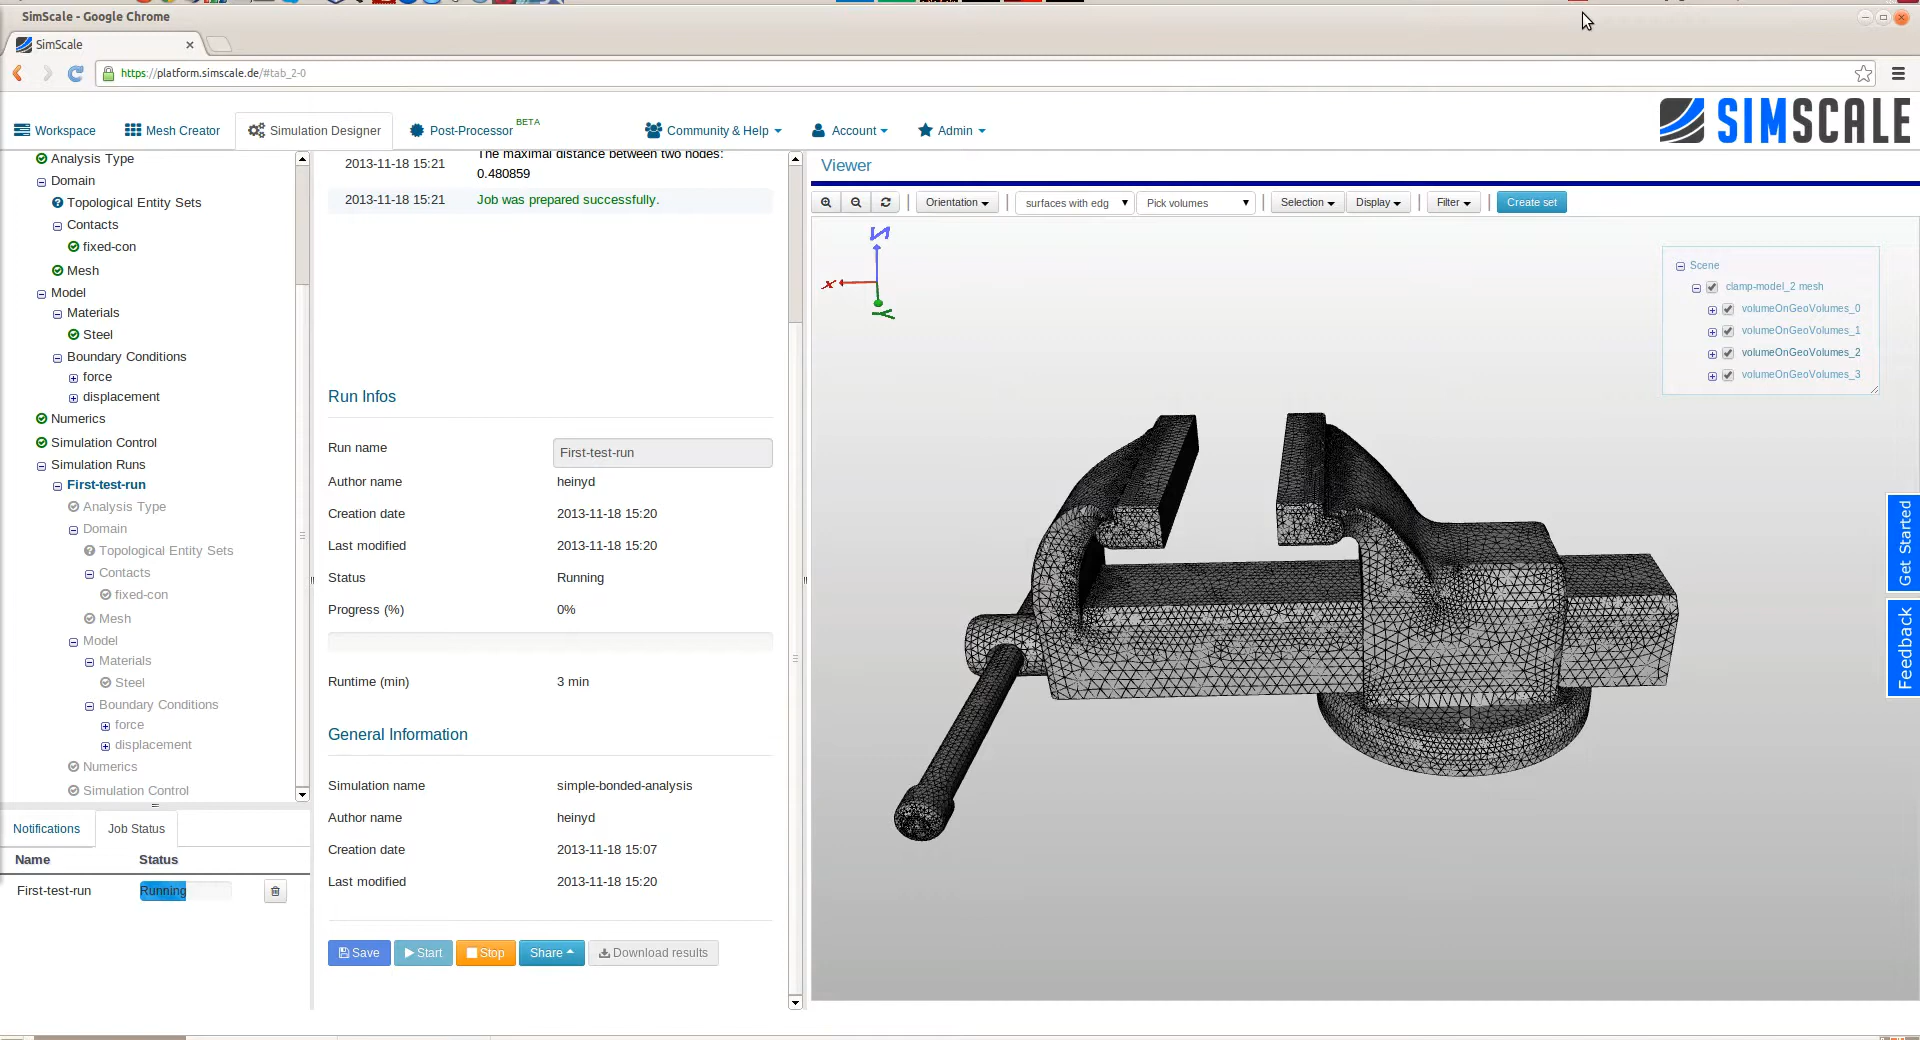 SimScale - Google Chrome
SimScale
https://platform.simscale.de/#tab_2-0
Workspace
Mesh Creator
Simulation Designer
Post-Processor
BETA
Community & Help
Account
Admin
SIMSCALE
Analysis Type
Domain
Topological Entity Sets
Contacts
fixed-con
Mesh
Model
Materials
Steel
Boundary Conditions
force
displacement
Numerics
Simulation Control
Simulation Runs
First-test-run
Analysis Type
Domain
Topological Entity Sets
Contacts
fixed-con
Mesh
Model
Materials
Steel
Boundary Conditions
force
displacement
Numerics
Simulation Control
Notifications
Job Status
Name Status
First-test-run Running
2013-11-18 15:21 The maximal distance between two nodes:
0.480859
2013-11-18 15:21 Job was prepared successfully.
Run Infos
Run name First-test-run
Author name heinyd
Creation date 2013-11-18 15:20
Last modified 2013-11-18 15:20
Status Running
Progress (%) 0%
Runtime (min) 3 min
General Information
Simulation name simple-bonded-analysis
Author name heinyd
Creation date 2013-11-18 15:07
Last modified 2013-11-18 15:20
Save Start Stop Share Download results
Viewer
Orientation surfaces with edg Pick volumes Selection Display Filter Create set
Z
X
Y
Scene
clamp-model_2 mesh
volumeOnGeoVolumes_0
volumeOnGeoVolumes_1
volumeOnGeoVolumes_2
volumeOnGeoVolumes_3
Get Started
Feedback